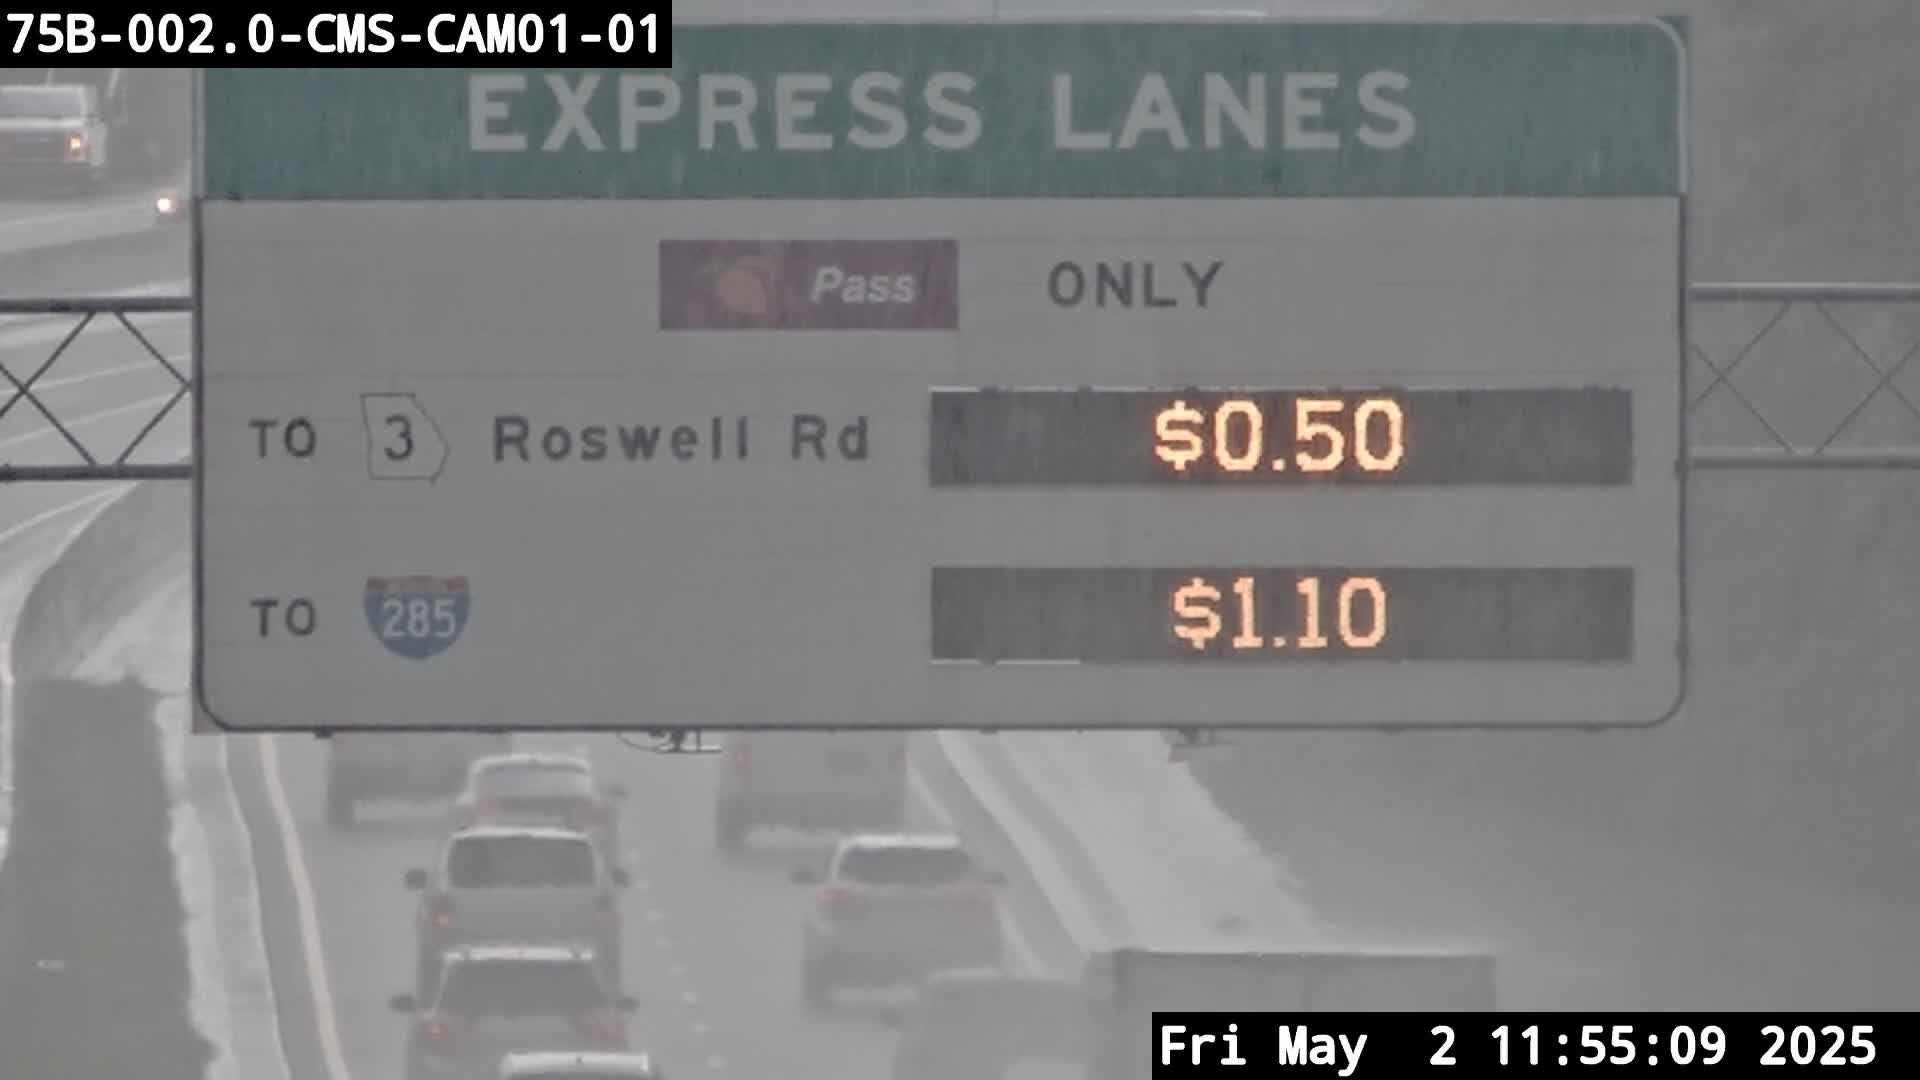 75B-002.0-CMS-CAM01-01
EXPRESS LANES
Pass ONLY
TO 3 Roswell Rd $0.50
TO 285 $1.10
Fri May 2 11:55:09 2025